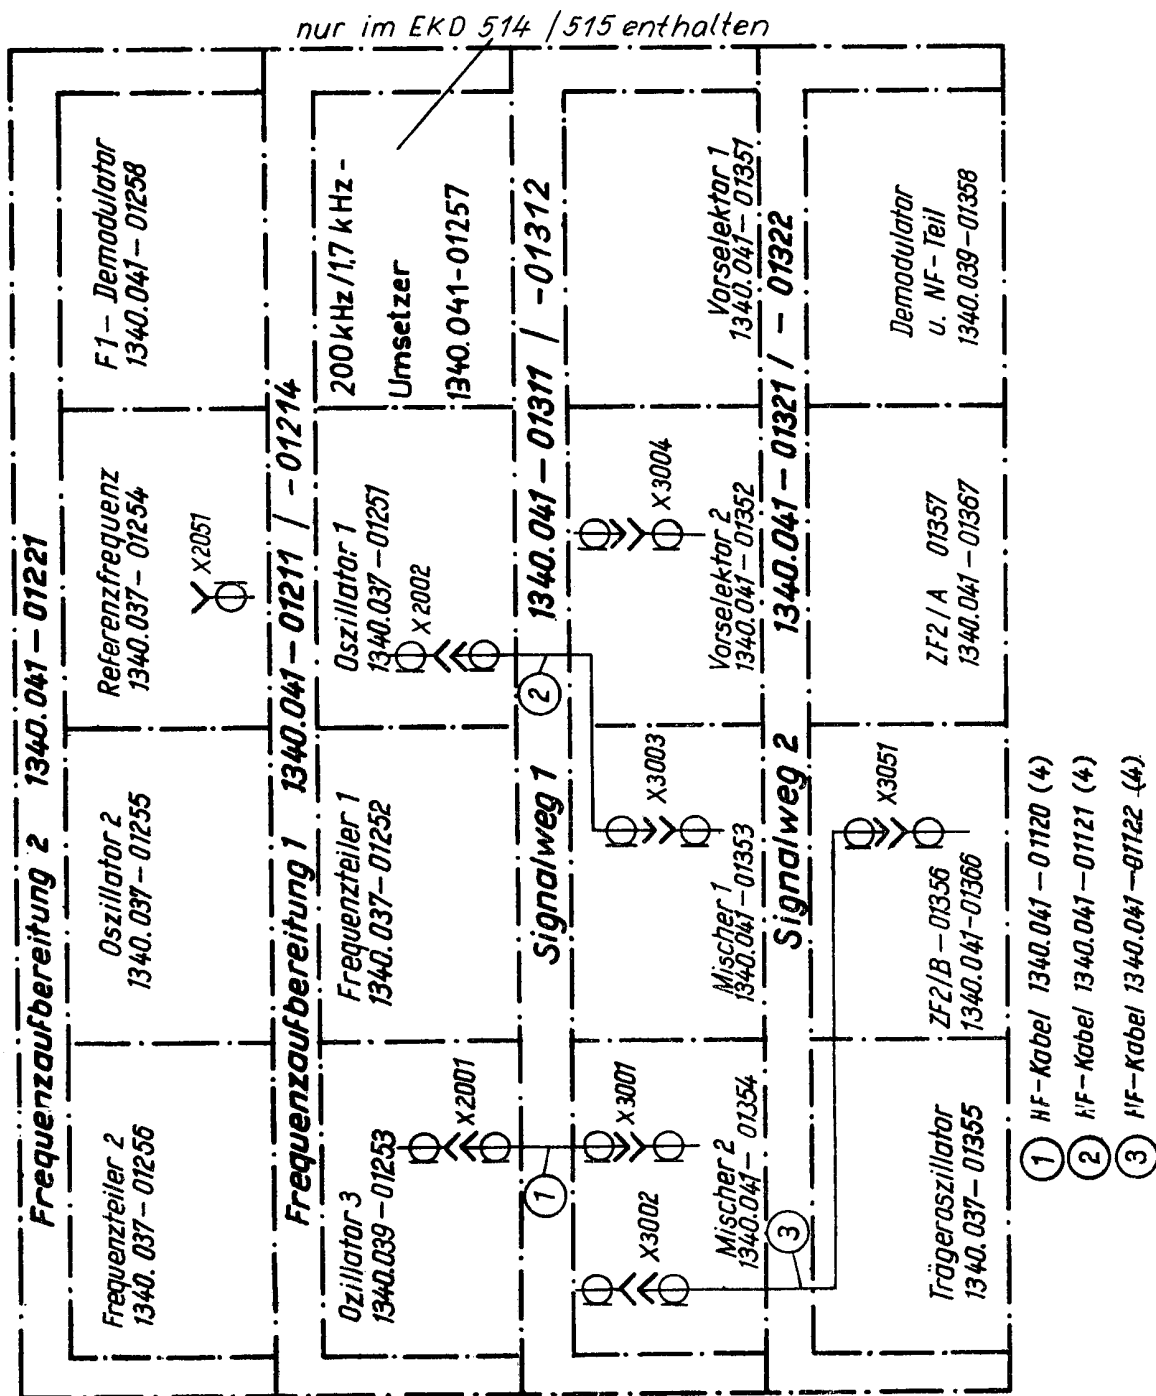 nur im EKD 514 / 515 enthalten
Frequenzaufbereitung 2 1340.041-01221
Frequenzteiler 2
1340.037-01256
Oszillator 2
1340.037-01255
Referenzfrequenz
1340.037-01254
X2051
F1-Demodulator
1340.041-01258
Frequenzaufbereitung 1 1340.041-01211 / -01214
Ozillator 3
1340.039-01253
X2001
Frequenzteiler 1
1340.037-01252
Oszillator 1
1340.037-01251
X2002
200kHz/1,7 kHz-
Umsetzer
1340.041-01257
Signalweg 1 1340.041-01311 / -01312
1
2
X3002
X3001
Mischer 2
1340.041-01354
X3003
Mischer 1
1340.041-01353
X3004
Vorselektor 2
1340.041-01352
Vorselektor 1
1340.041-01351
Signalweg 2 1340.041-01321 / -01322
3
Trägeroszillator
1340.037-01355
X3051
ZF2/B-01356
1340.041-01366
ZF2/A 01357
1340.041-01367
Demodulator
u. NF-Teil
1340.039-01358
1 HF-Kabel 1340.041-01120 (4)
2 HF-Kabel 1340.041-01121 (4)
3 HF-Kabel 1340.041-01122 (4)